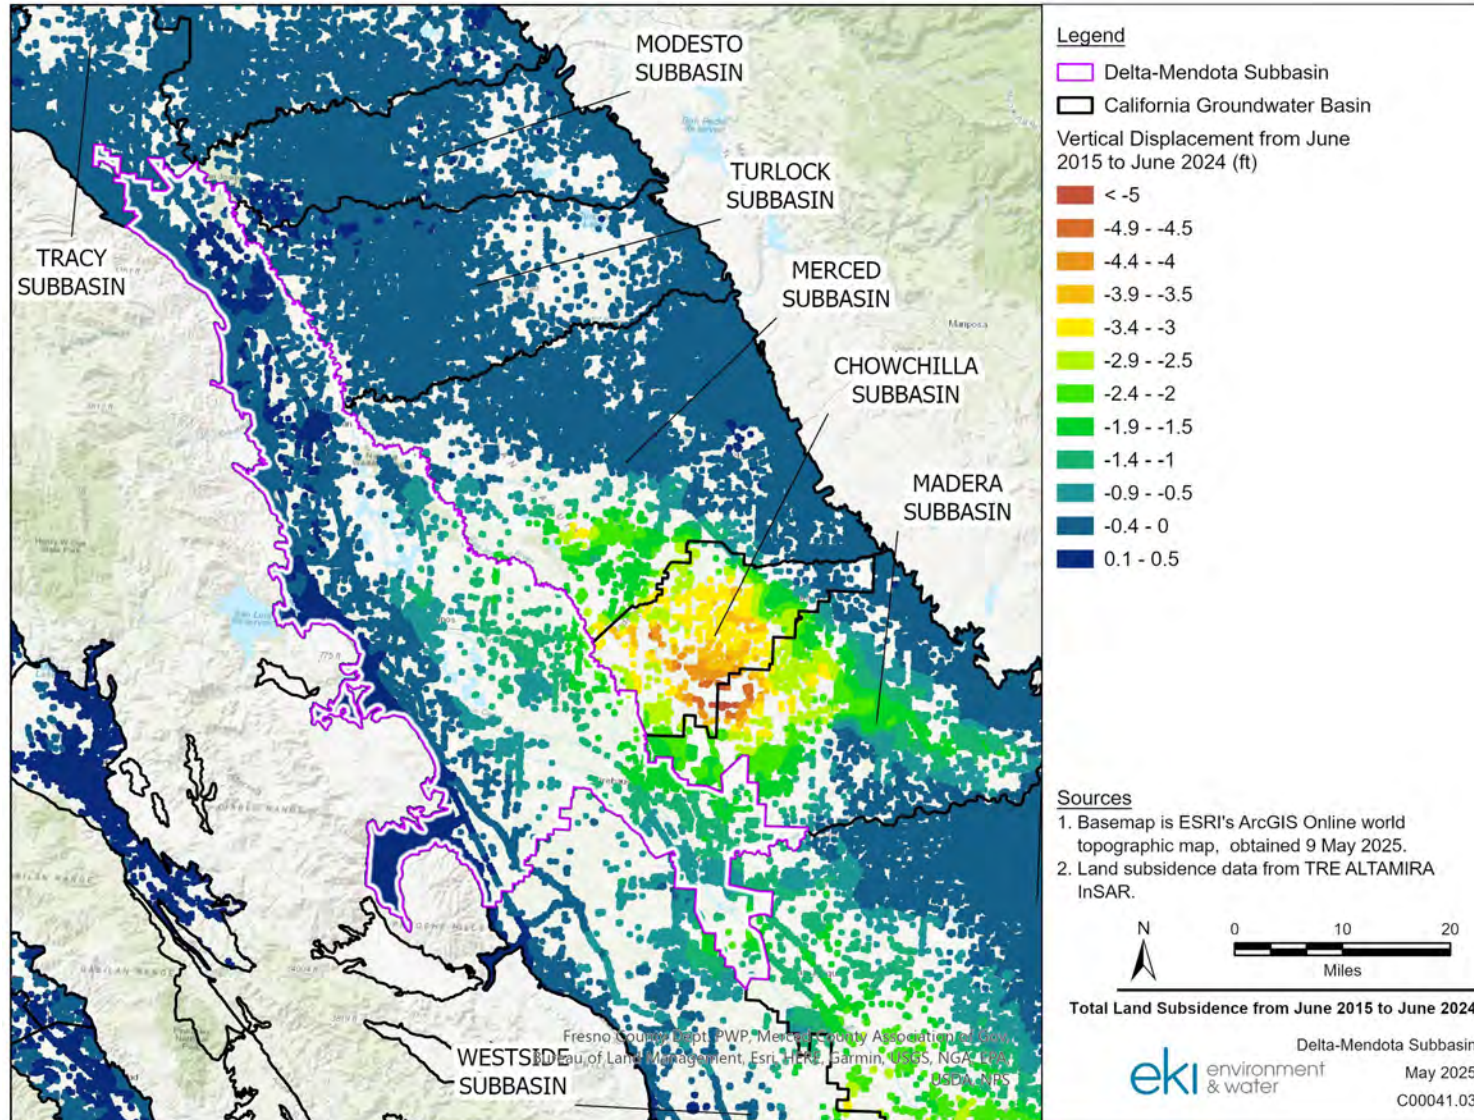 MODESTO
SUBBASIN
TURLOCK
SUBBASIN
TRACY
SUBBASIN
MERCED
SUBBASIN
Mariposa
CHOWCHILLA
SUBBASIN
MADERA
SUBBASIN
WESTSIDE
SUBBASIN
Fresno County Dept. PWP, Merced County Association of Gov,
Bureau of Land Management, Esri, HERE, Garmin, USGS, NGA, EPA,
USDA, NPS
Legend
Delta-Mendota Subbasin
California Groundwater Basin
Vertical Displacement from June
2015 to June 2024 (ft)
< -5
-4.9 - -4.5
-4.4 - -4
-3.9 - -3.5
-3.4 - -3
-2.9 - -2.5
-2.4 - -2
-1.9 - -1.5
-1.4 - -1
-0.9 - -0.5
-0.4 - 0
0.1 - 0.5
Sources
1. Basemap is ESRI's ArcGIS Online world
topographic map, obtained 9 May 2025.
2. Land subsidence data from TRE ALTAMIRA
InSAR.
N
0 10 20
Miles
Total Land Subsidence from June 2015 to June 2024
eki environment
& water
Delta-Mendota Subbasin
May 2025
C00041.03